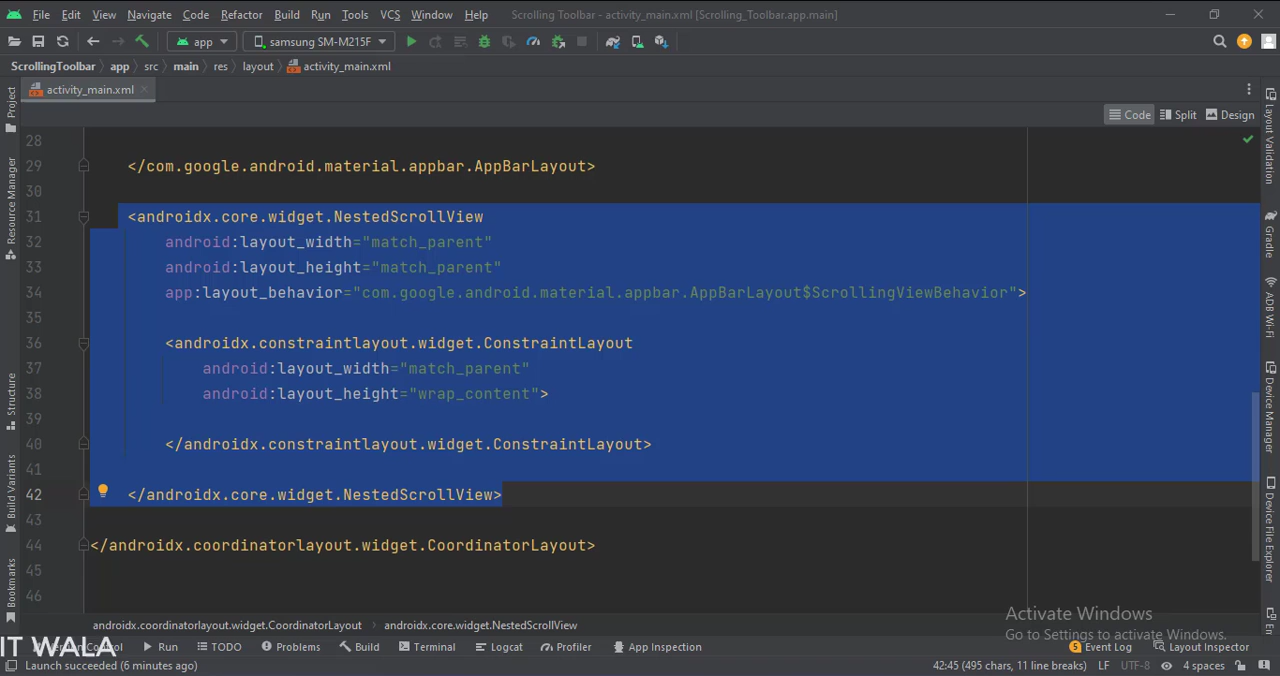 File Edit View Navigate Code Refactor Build Run Tools VCS Window Help Scrolling Toolbar - activity_main.xml [Scrolling_Toolbar.app.main]
app samsung SM-M215F
ScrollingToolbar app src main res layout activity_main.xml
activity_main.xml
Code Split Design
28
29 </com.google.android.material.appbar.AppBarLayout>
30
31 <androidx.core.widget.NestedScrollView
32 android:layout_width="match_parent"
33 android:layout_height="match_parent"
34 app:layout_behavior="com.google.android.material.appbar.AppBarLayout$ScrollingViewBehavior">
35
36 <androidx.constraintlayout.widget.ConstraintLayout
37 android:layout_width="match_parent"
38 android:layout_height="wrap_content">
39
40 </androidx.constraintlayout.widget.ConstraintLayout>
41
42 </androidx.core.widget.NestedScrollView>
43
44 </androidx.coordinatorlayout.widget.CoordinatorLayout>
45
46
Project
Resource Manager
Structure
Build Variants
Bookmarks
Layout Validation
Gradle
ADB Wi-Fi
Device Manager
Device File Explorer
Em
Activate Windows
Go to Settings to activate Windows.
androidx.coordinatorlayout.widget.CoordinatorLayout androidx.core.widget.NestedScrollView
IT WALA
Run TODO Problems Build Terminal Logcat Profiler App Inspection 5 Event Log Layout Inspector
Launch succeeded (6 minutes ago) 42:45 (495 chars, 11 line breaks) LF UTF-8 4 spaces